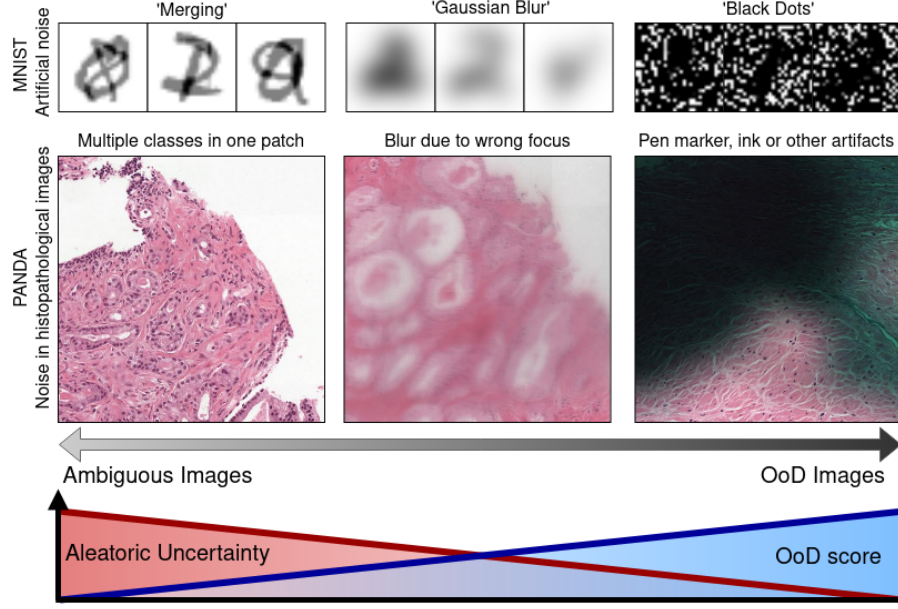 'Merging'
'Gaussian Blur'
'Black Dots'
MNIST
Artificial noise
Multiple classes in one patch
Blur due to wrong focus
Pen marker, ink or other artifacts
PANDA
Noise in histopathological images
Ambiguous Images
OoD Images
Aleatoric Uncertainty
OoD score